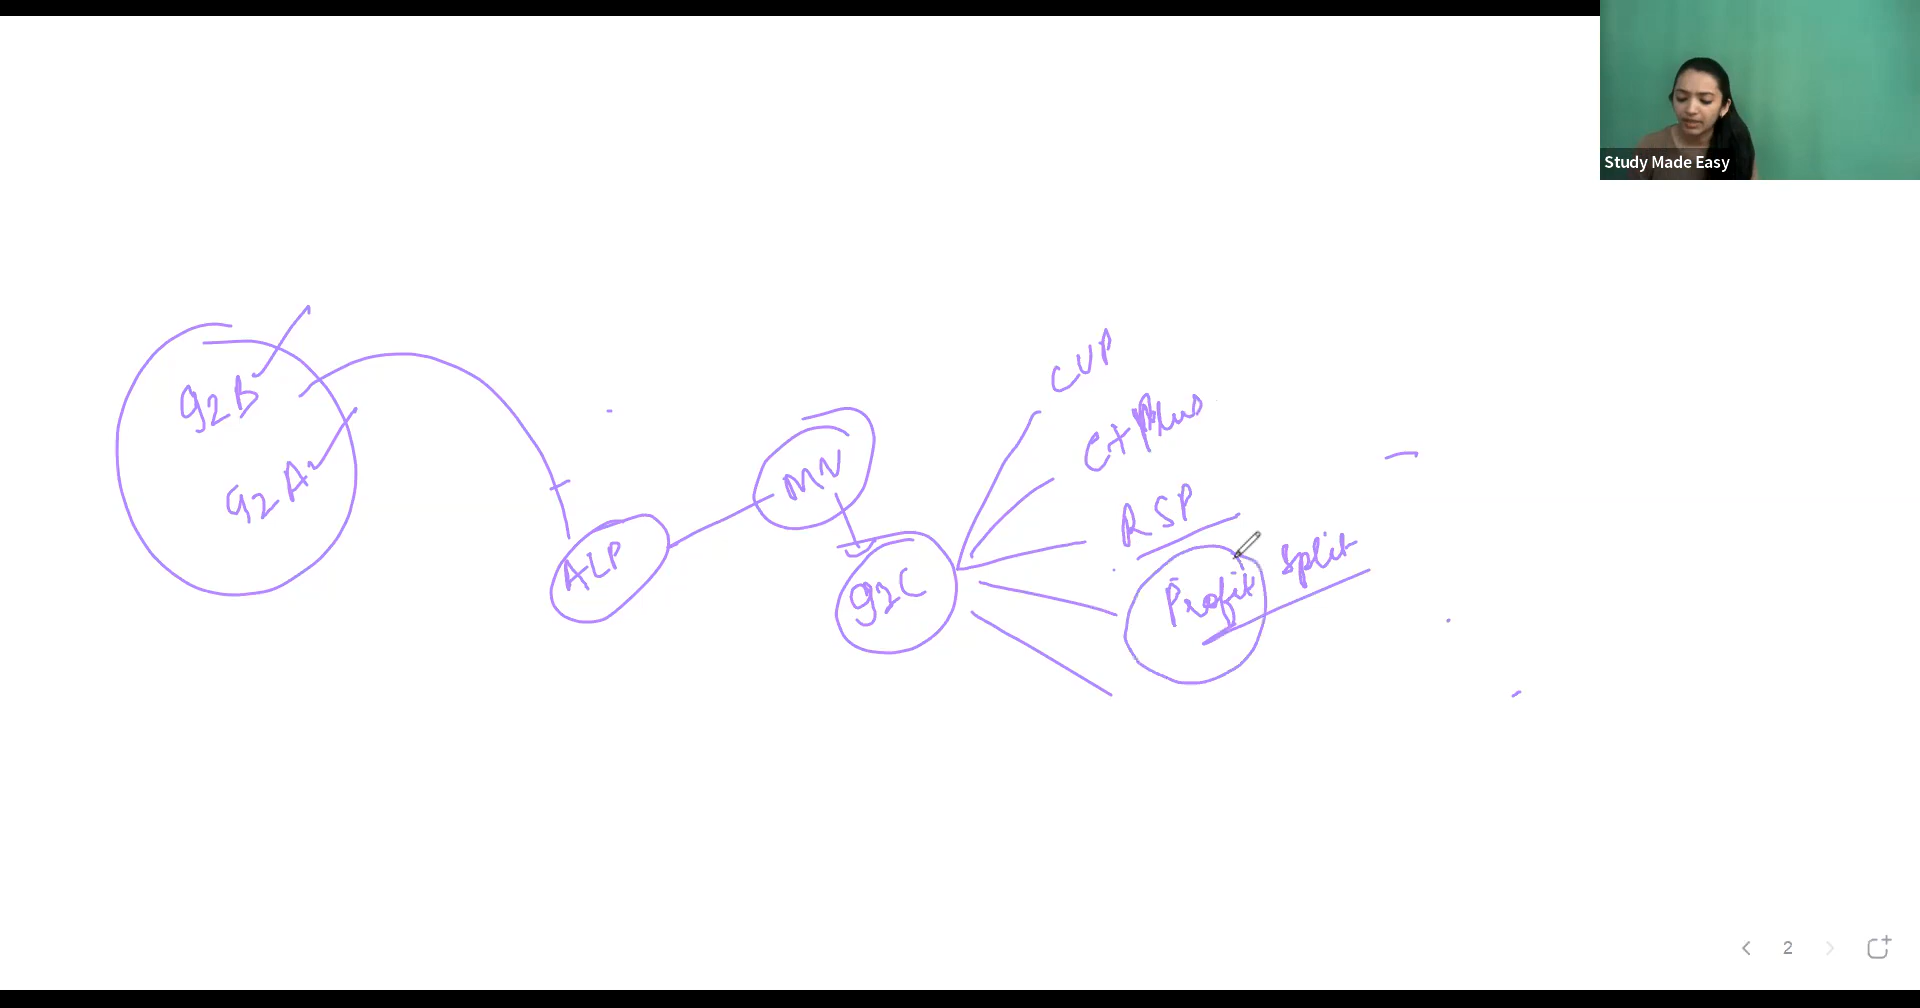 Study Made Easy
92B
92A
ALP
MN
92C
CUP
C+Plus
RSP
Profit Split
2